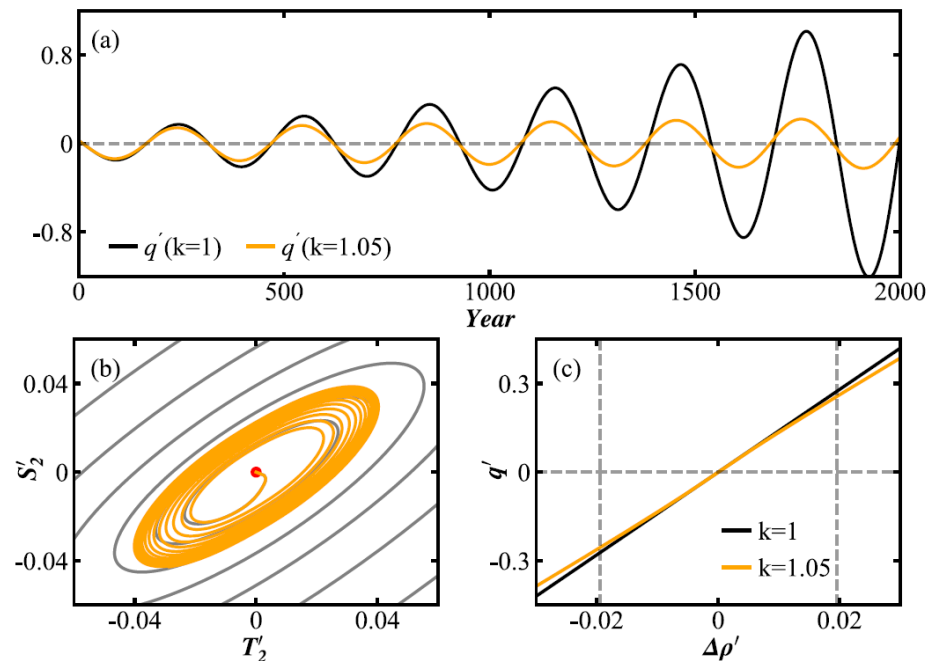 (a)
0.8
0
-0.8
q′(k=1) q′(k=1.05)
0 500 1000 1500 2000
Year
(b)
0.04
0
-0.04
S′₂
-0.04 0 0.04
T′₂
(c)
0.3
0
-0.3
q′
k=1
k=1.05
-0.02 0 0.02
Δρ′